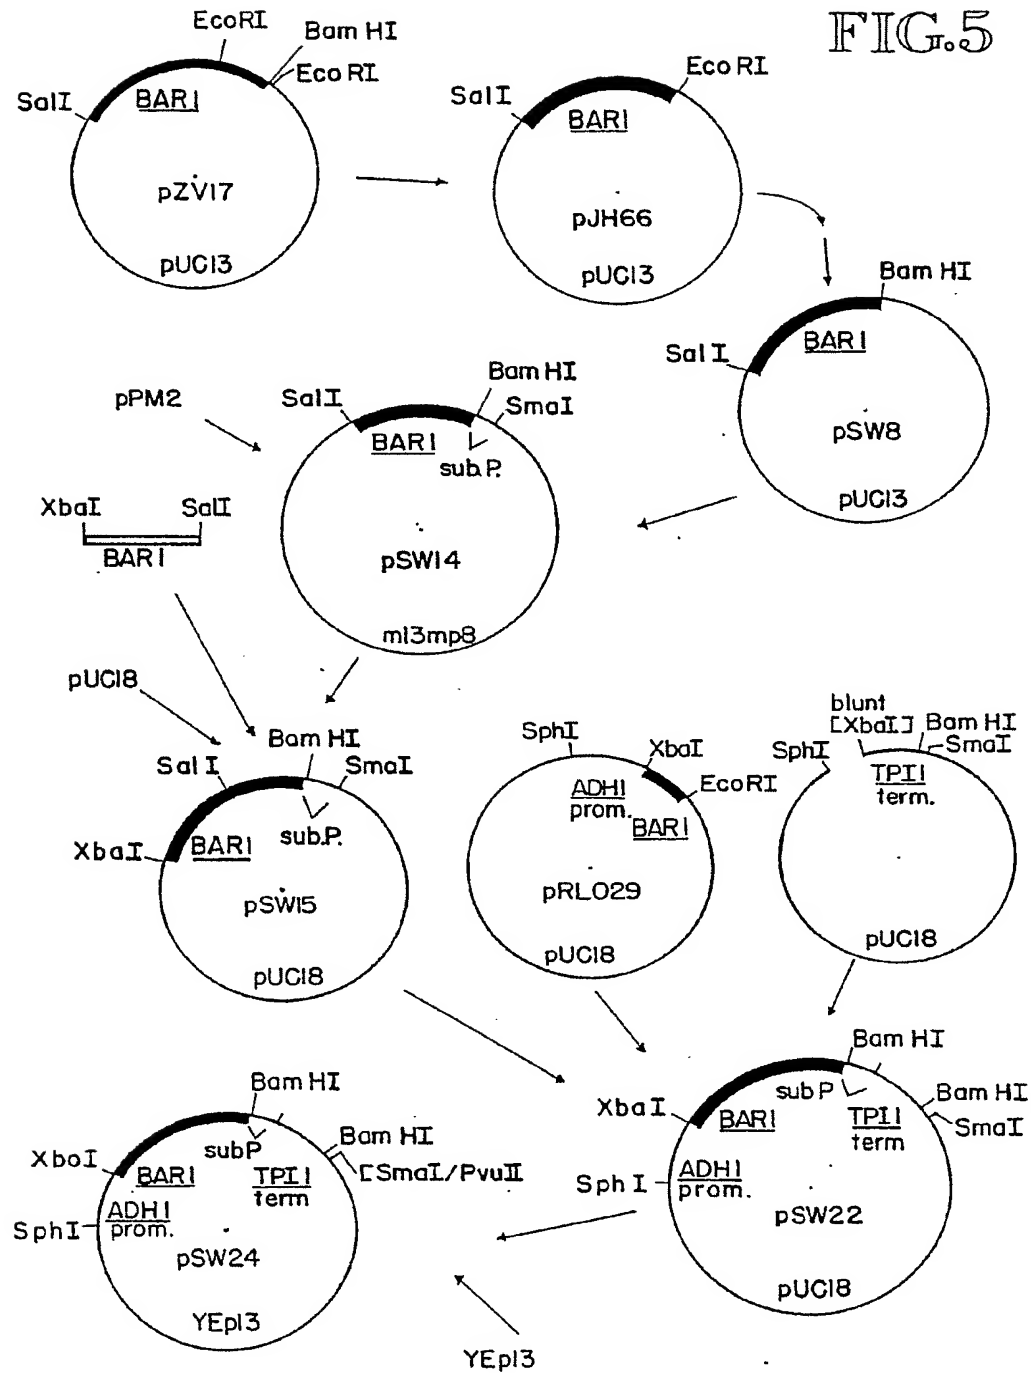 FIG.5
EcoRI
Bam HI
Eco RI
SalI
BAR1
pZV17
pUC13
Eco RI
SalI
BAR1
pJH66
pUC13
Bam HI
Sal I
BAR1
pSW8
pUC13
pPM2
Bam HI
SalI
SmaI
BAR1
sub.P.
pSW14
m13mp8
XbaI
SalI
BAR1
pUC18
Bam HI
Sal I
SmaI
BAR1
sub.P.
XbaI
pSW15
pUC18
SphI
XbaI
EcoRI
ADH1
prom.
BAR1
pRL029
pUC18
blunt
[XbaI]
Bam HI
SmaI
SphI
TPI1
term.
pUC18
Bam HI
Bam HI
SmaI
XbaI
sub P
BAR1
TPI1
term
Sph I
ADH1
prom.
pSW22
pUC18
Bam HI
Bam HI
[SmaI/PvuII
XbaI
subP
BAR1
TPI1
term
SphI
ADH1
prom.
pSW24
YEp13
YEp13